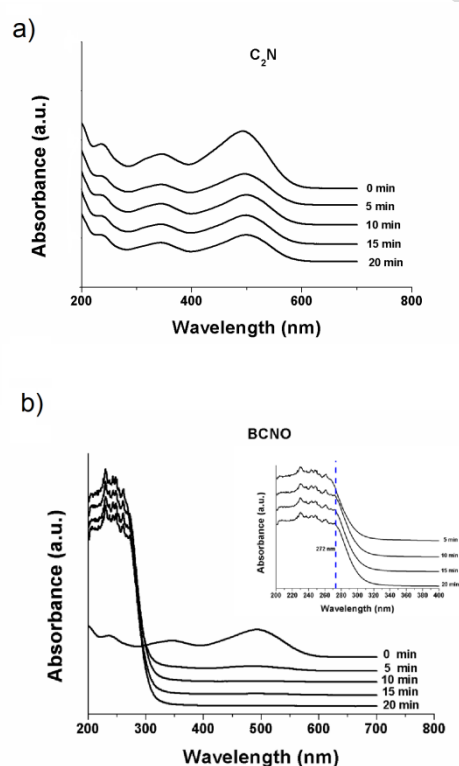 a)
C₂N
Absorbance (a.u.)
0 min
5 min
10 min
15 min
20 min
200 400 600 800
Wavelength (nm)
b)
BCNO
Absorbance (a.u.)
Absorbance (a.u.)
272 nm
5 min
10 min
15 min
20 min
200 220 240 260 280 300 320 340 360 380 400
Wavelength (nm)
0 min
5 min
10 min
15 min
20 min
200 300 400 500 600 700 800
Wavelength (nm)